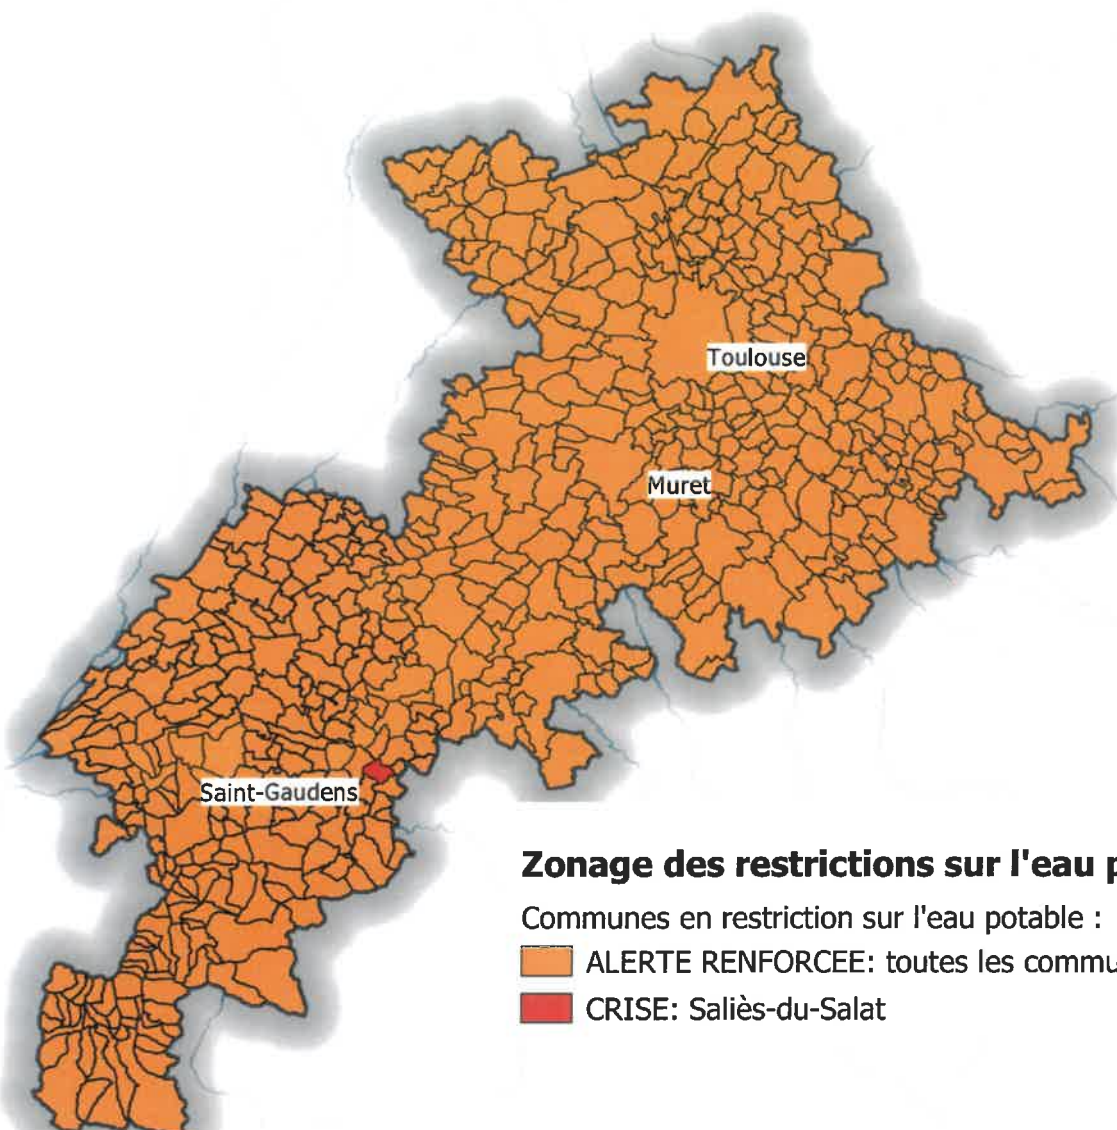 Toulouse
Muret
Saint-Gaudens
Zonage des restrictions sur l'eau
Communes en restriction sur l'eau potable :
ALERTE RENFORCEE: toutes les
CRISE: Saliès-du-Salat